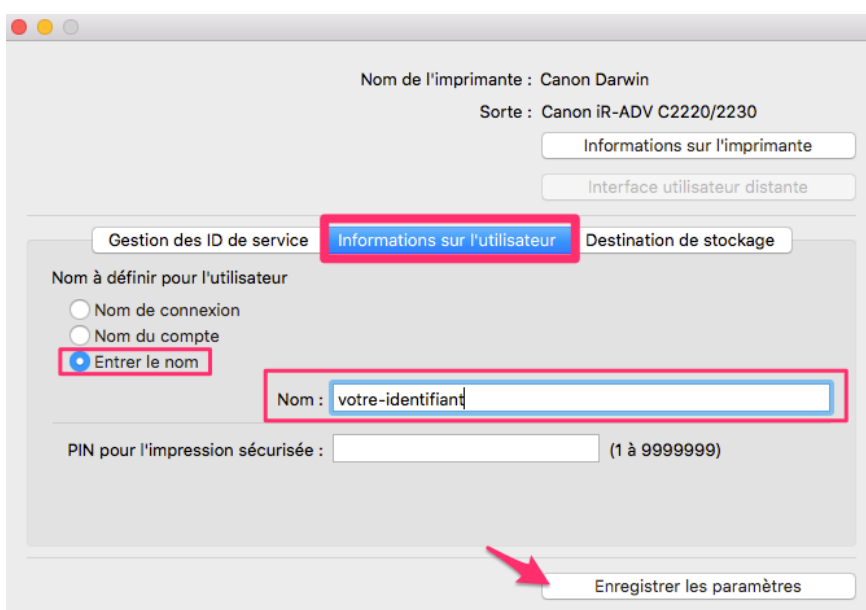 Nom de l'imprimante : Canon Darwin
Sorte : Canon iR-ADV C2220/2230
Informations sur l'imprimante
Interface utilisateur distante
Gestion des ID de service Informations sur l'utilisateur Destination de stockage
Nom à définir pour l'utilisateur
Nom de connexion
Nom du compte
Entrer le nom
Nom : votre-identifiant
PIN pour l'impression sécurisée : (1 à 9999999)
Enregistrer les paramètres